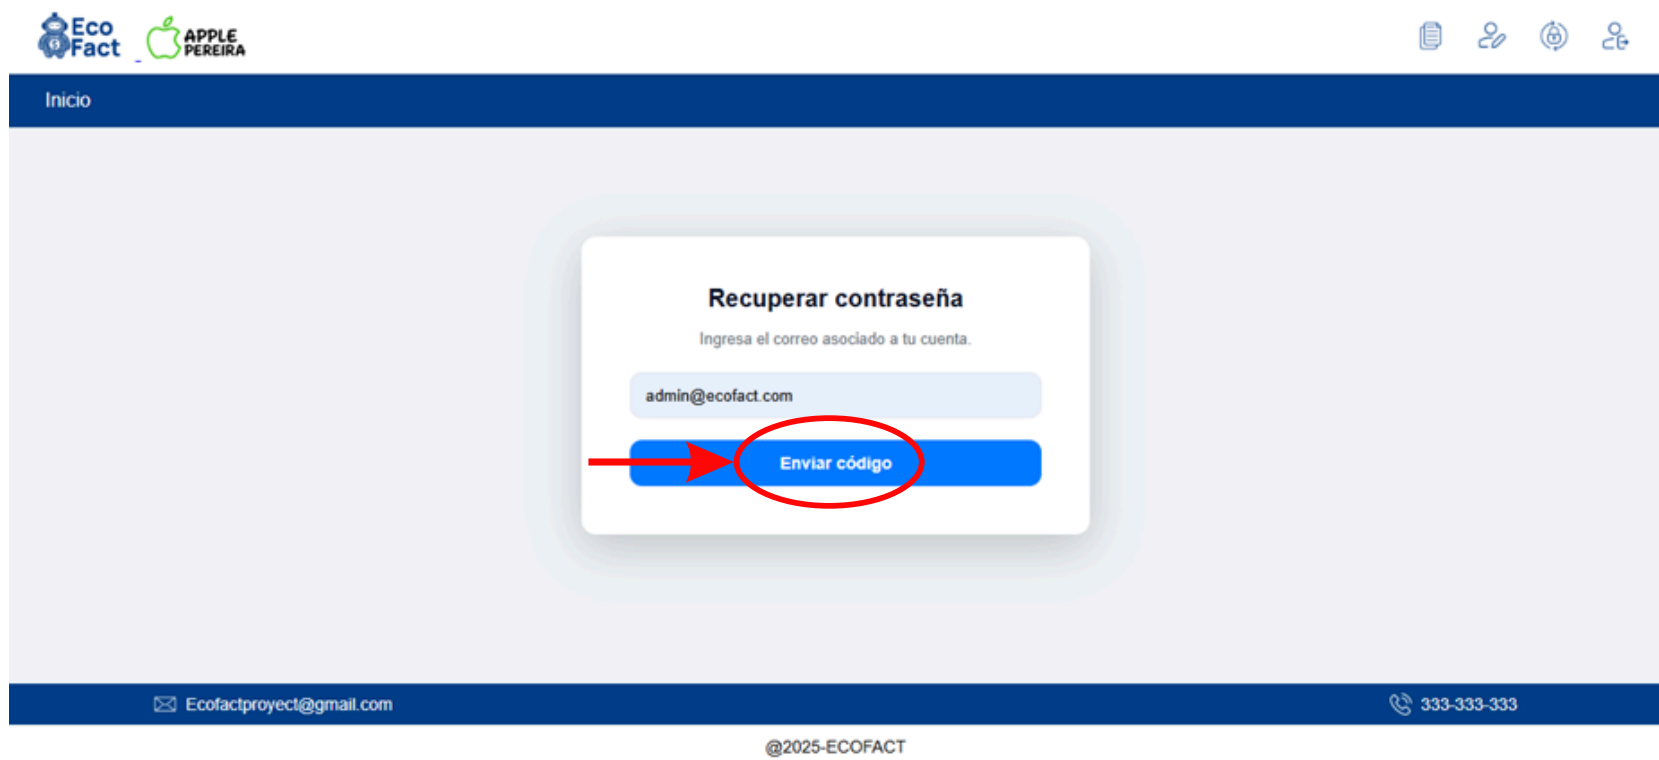 Eco
Fact
APPLE
PEREIRA
Inicio
Recuperar contraseña
Ingresa el correo asociado a tu cuenta.
admin@ecofact.com
Enviar código
Ecofactproyect@gmail.com
333-333-333
@2025-ECOFACT